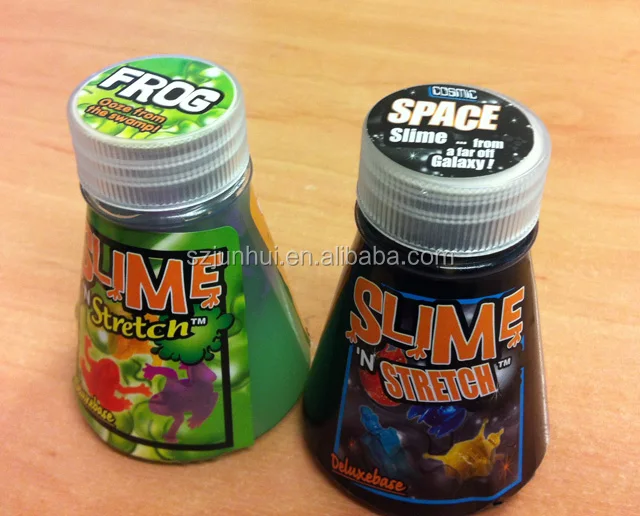 FROG
Ooze from
the swamp!
SLIME
'N Stretch™
COSMIC
SPACE
Slime ... from
a far off
Galaxy!
SLIME
'N STRETCH™
Deluxebase
szjunhui.en.alibaba.com